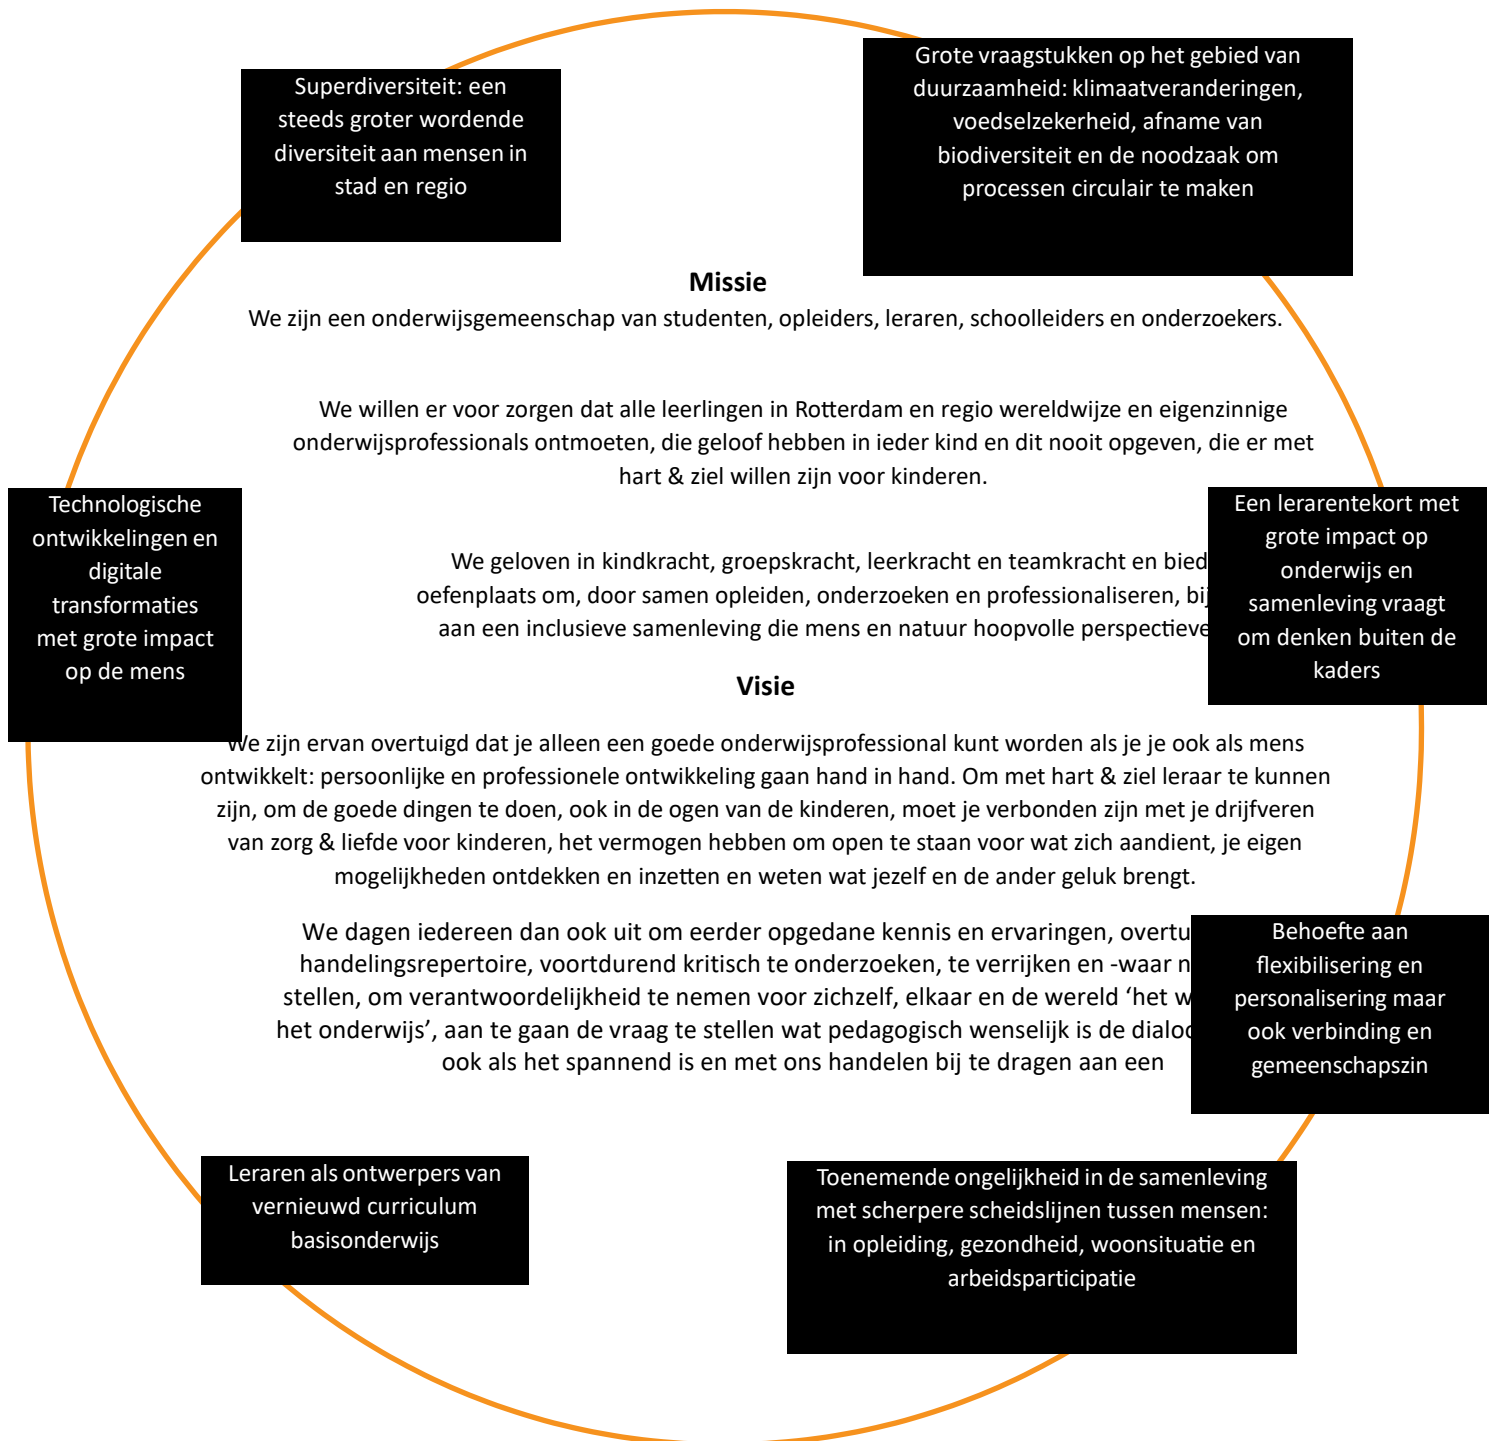 Superdiversiteit: een
steeds groter wordende
diversiteit aan mensen in
stad en regio
Grote vraagstukken op het gebied van
duurzaamheid: klimaatveranderingen,
voedselzekerheid, afname van
biodiversiteit en de noodzaak om
processen circulair te maken
Missie
We zijn een onderwijsgemeenschap van studenten, opleiders, leraren, schoolleiders en onderzoekers.
We willen er voor zorgen dat alle leerlingen in Rotterdam en regio wereldwijze en eigenzinnige
onderwijsprofessionals ontmoeten, die geloof hebben in ieder kind en dit nooit opgeven, die er met
hart & ziel willen zijn voor kinderen.
Technologische
ontwikkelingen en
digitale
transformaties
met grote impact
op de mens
Een lerarentekort met
grote impact op
onderwijs en
samenleving vraagt
om denken buiten de
kaders
We geloven in kindkracht, groepskracht, leerkracht en teamkracht en bied
oefenplaats om, door samen opleiden, onderzoeken en professionaliseren, bij
aan een inclusieve samenleving die mens en natuur hoopvolle perspectieve
Visie
We zijn ervan overtuigd dat je alleen een goede onderwijsprofessional kunt worden als je je ook als mens
ontwikkelt: persoonlijke en professionele ontwikkeling gaan hand in hand. Om met hart & ziel leraar te kunnen
zijn, om de goede dingen te doen, ook in de ogen van de kinderen, moet je verbonden zijn met je drijfveren
van zorg & liefde voor kinderen, het vermogen hebben om open te staan voor wat zich aandient, je eigen
mogelijkheden ontdekken en inzetten en weten wat jezelf en de ander geluk brengt.
We dagen iedereen dan ook uit om eerder opgedane kennis en ervaringen, overtu
handelingsrepertoire, voortdurend kritisch te onderzoeken, te verrijken en -waar n
stellen, om verantwoordelijkheid te nemen voor zichzelf, elkaar en de wereld ‘het w
het onderwijs’, aan te gaan de vraag te stellen wat pedagogisch wenselijk is de dialoo
ook als het spannend is en met ons handelen bij te dragen aan een
Behoefte aan
flexibilisering en
personalisering maar
ook verbinding en
gemeenschapszin
Leraren als ontwerpers van
vernieuwd curriculum
basisonderwijs
Toenemende ongelijkheid in de samenleving
met scherpere scheidslijnen tussen mensen:
in opleiding, gezondheid, woonsituatie en
arbeidsparticipatie